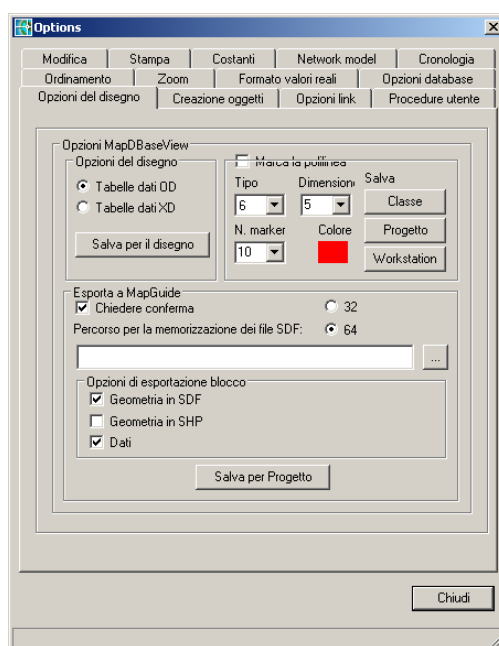 Options
Modifica Stampa Costanti Network model Cronologia
Ordinamento Zoom Formato valori reali Opzioni database
Opzioni del disegno Creazione oggetti Opzioni link Procedure utente
Opzioni MapDBaseView
Opzioni del disegno
Tabelle dati OD
Tabelle dati XD
Salva per il disegno
Marca la polilinea
Tipo Dimensione Salva
6 5 Classe
N. marker Colore Progetto
10 Workstation
Esporta a MapGuide
Chiedere conferma 32
Percorso per la memorizzazione dei file SDF: 64
...
Opzioni di esportazione blocco
Geometria in SDF
Geometria in SHP
Dati
Salva per Progetto
Chiudi